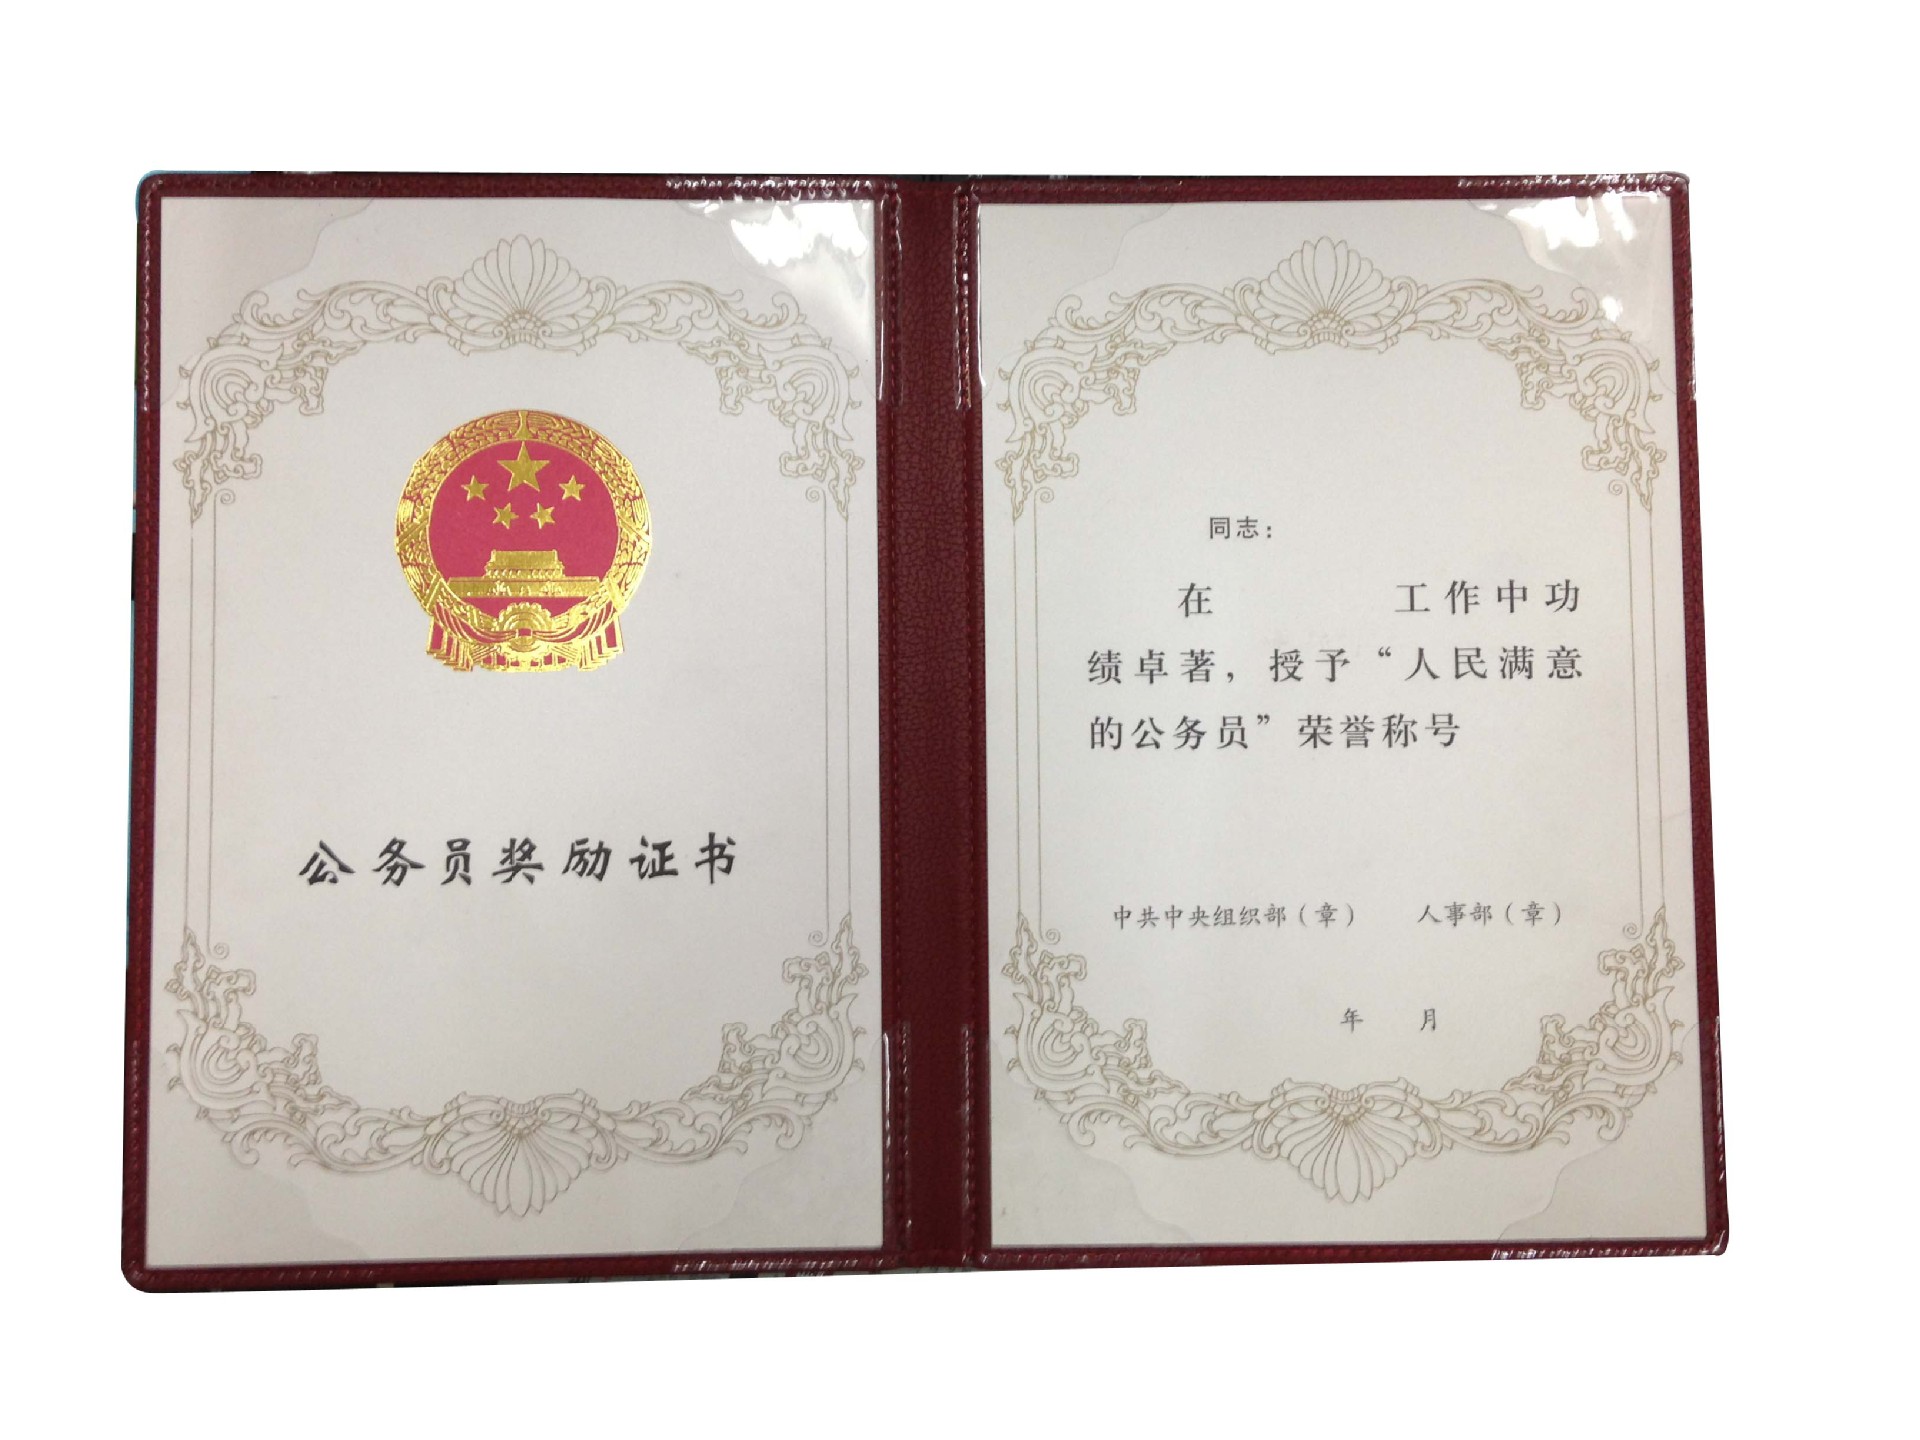 公务员奖励证书
同志：
在 工作中功
绩卓著，授予“人民满意
的公务员”荣誉称号
中共中央组织部（章） 人事部（章）
年 月